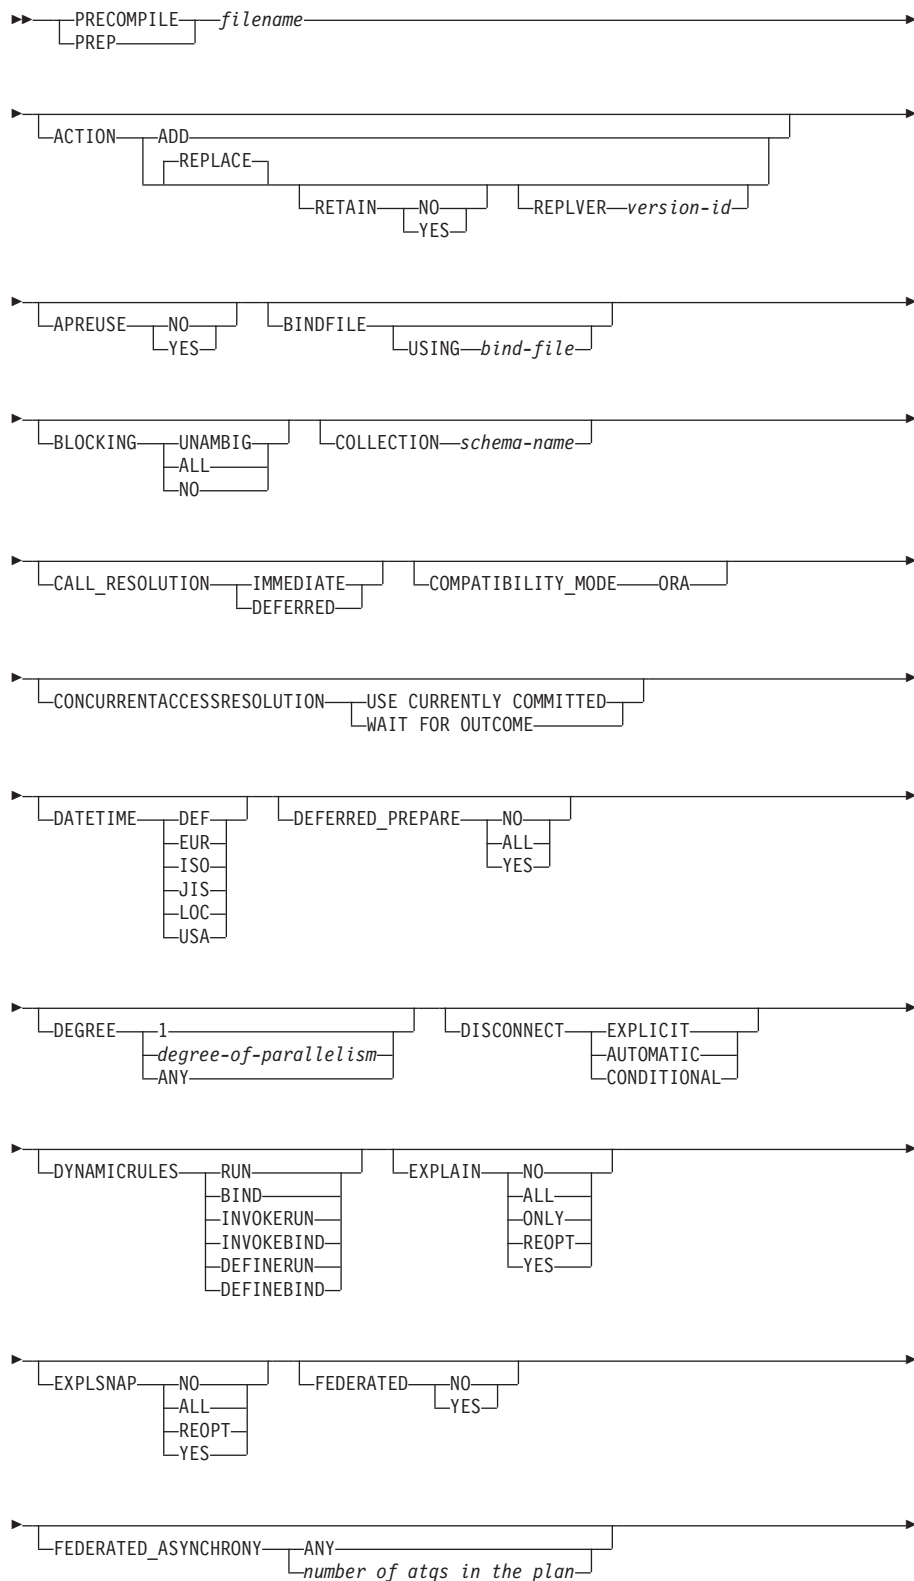 PRECOMPILE filename
PREP
ACTION ADD
REPLACE
RETAIN NO REPLVER version-id
YES
APREUSE NO BINDFILE
YES USING bind-file
BLOCKING UNAMBIG COLLECTION schema-name
ALL
NO
CALL_RESOLUTION IMMEDIATE COMPATIBILITY_MODE ORA
DEFERRED
CONCURRENTACCESSRESOLUTION USE CURRENTLY COMMITTED
WAIT FOR OUTCOME
DATETIME DEF DEFERRED_PREPARE NO
EUR ALL
ISO YES
JIS
LOC
USA
DEGREE 1 DISCONNECT EXPLICIT
degree-of-parallelism AUTOMATIC
ANY CONDITIONAL
DYNAMICRULES RUN EXPLAIN NO
BIND ALL
INVOKERUN ONLY
INVOKEBIND REOPT
DEFINERUN YES
DEFINEBIND
EXPLSNAP NO FEDERATED NO
ALL YES
REOPT
YES
FEDERATED_ASYNCHRONY ANY
number of atqs in the plan